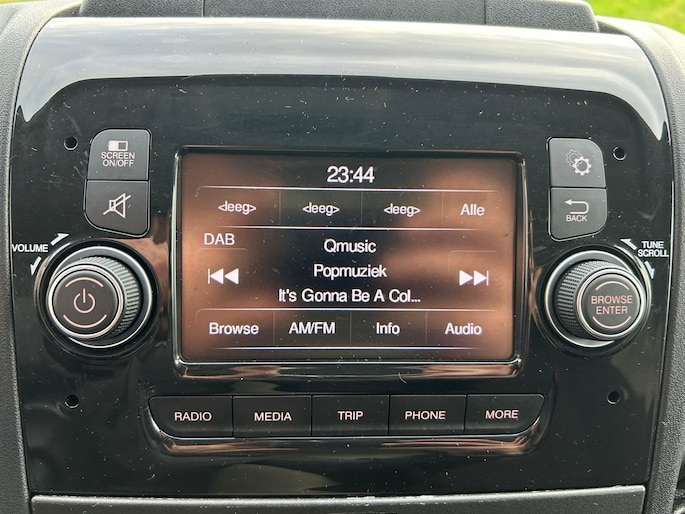 23:44
SCREEN
ON/OFF
<leeg> <leeg> <leeg> Alle
BACK
DAB
Qmusic
VOLUME
TUNE
SCROLL
Popmuziek
It's Gonna Be A Col...
BROWSE
ENTER
Browse AM/FM Info Audio
RADIO MEDIA TRIP PHONE MORE